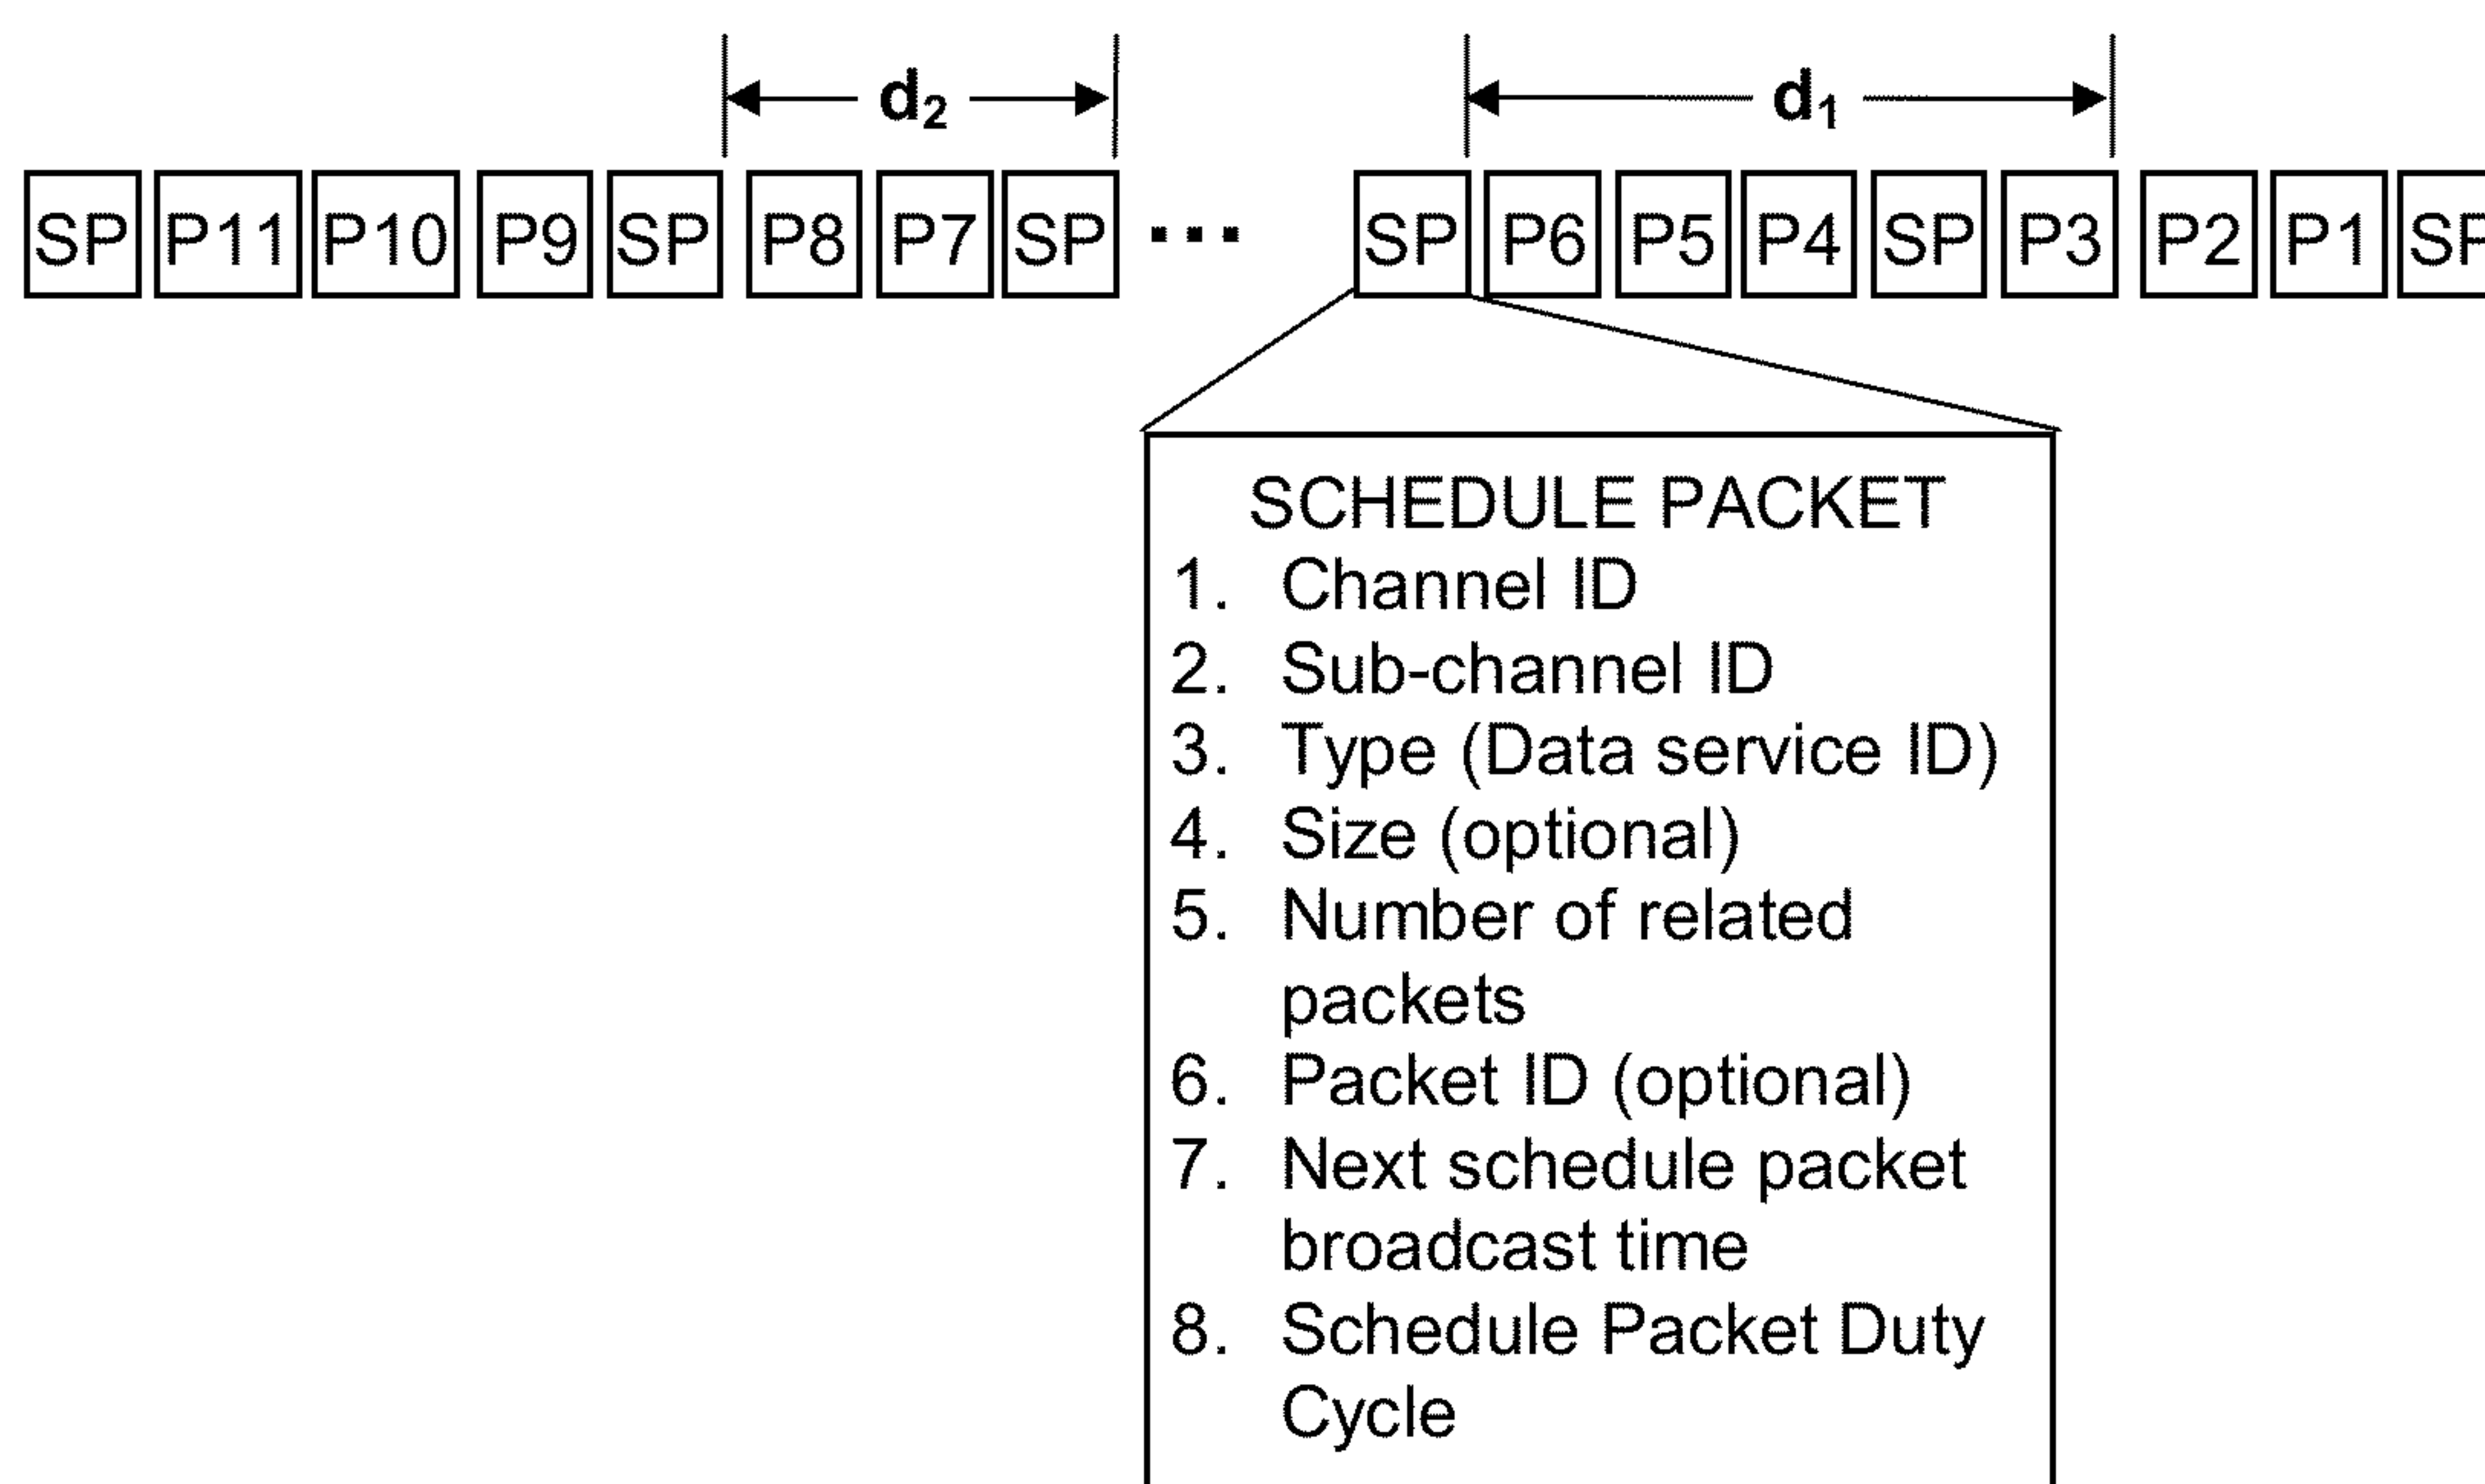 d₂ d₁
SP P11 P10 P9 SP P8 P7 SP ... SP P6 P5 P4 SP P3 P2 P1 SP
SCHEDULE PACKET
1. Channel ID
2. Sub-channel ID
3. Type (Data service ID)
4. Size (optional)
5. Number of related
packets
6. Packet ID (optional)
7. Next schedule packet
broadcast time
8. Schedule Packet Duty
Cycle